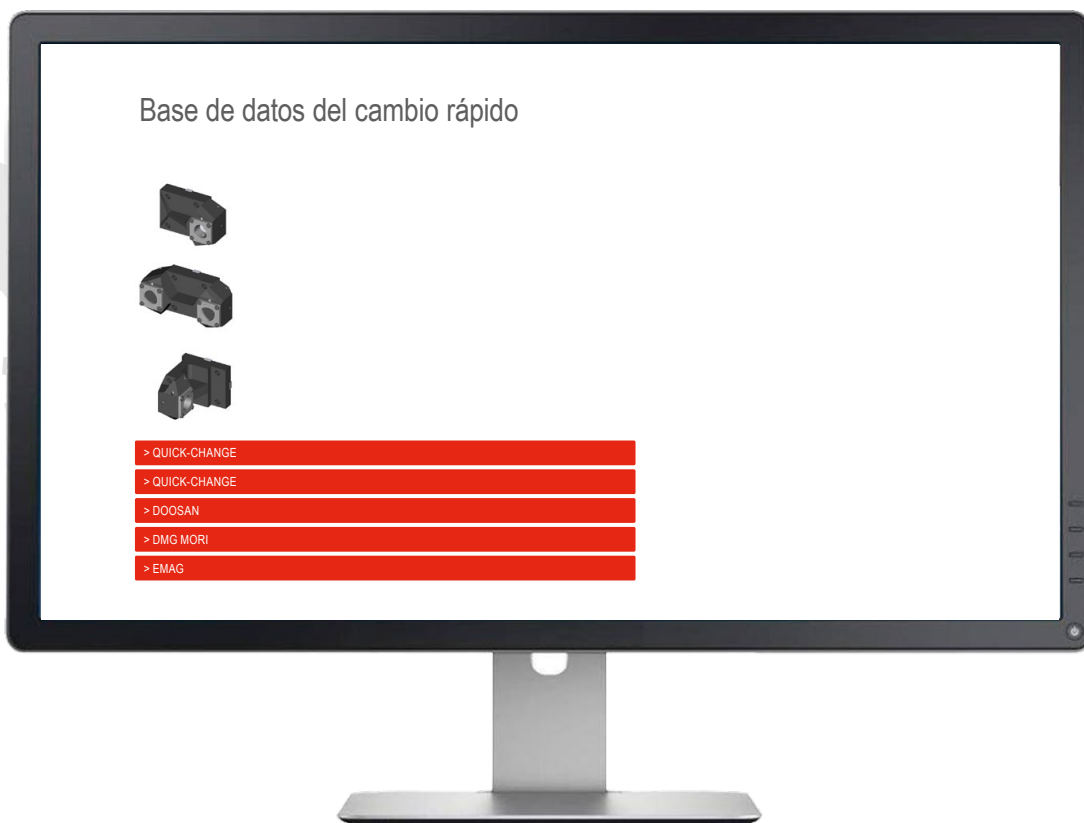 Base de datos del cambio rápido
> QUICK-CHANGE
> QUICK-CHANGE
> DOOSAN
> DMG MORI
> EMAG